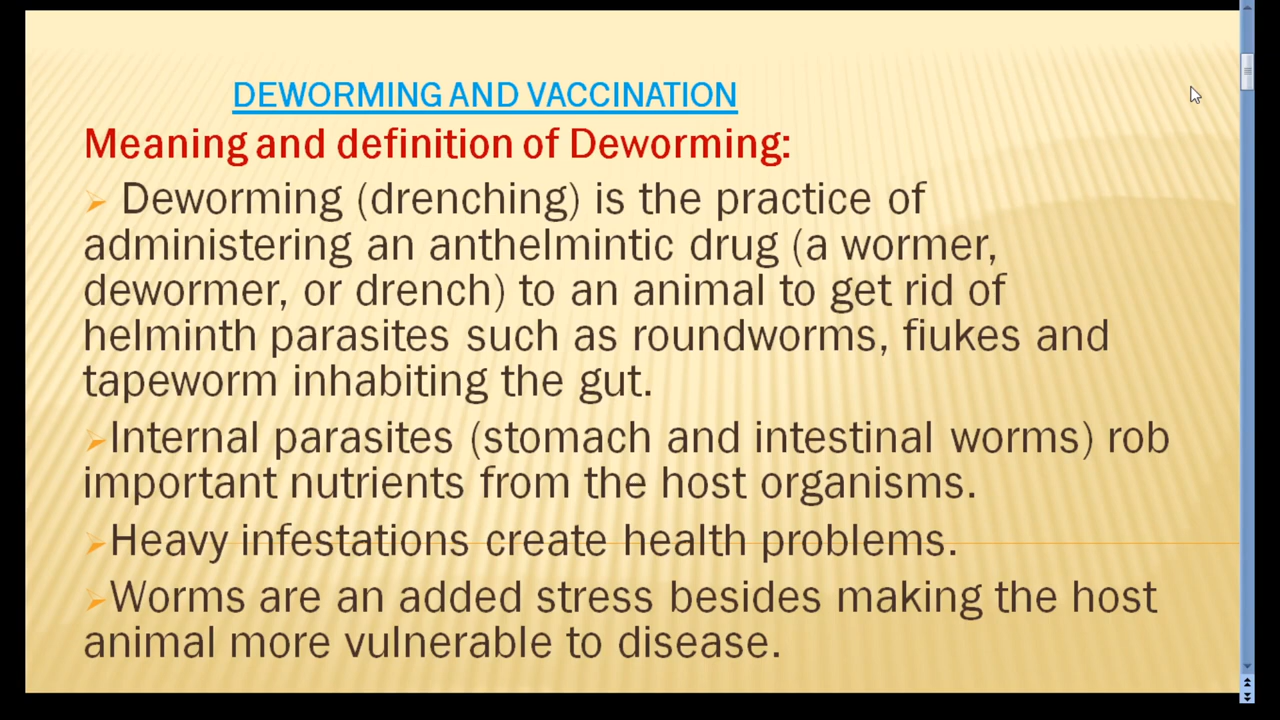 DEWORMING AND VACCINATION
Meaning and definition of Deworming:
Deworming (drenching) is the practice of
administering an anthelmintic drug (a wormer,
dewormer, or drench) to an animal to get rid of
helminth parasites such as roundworms, fiukes and
tapeworm inhabiting the gut.
Internal parasites (stomach and intestinal worms) rob
important nutrients from the host organisms.
Heavy infestations create health problems.
Worms are an added stress besides making the host
animal more vulnerable to disease.